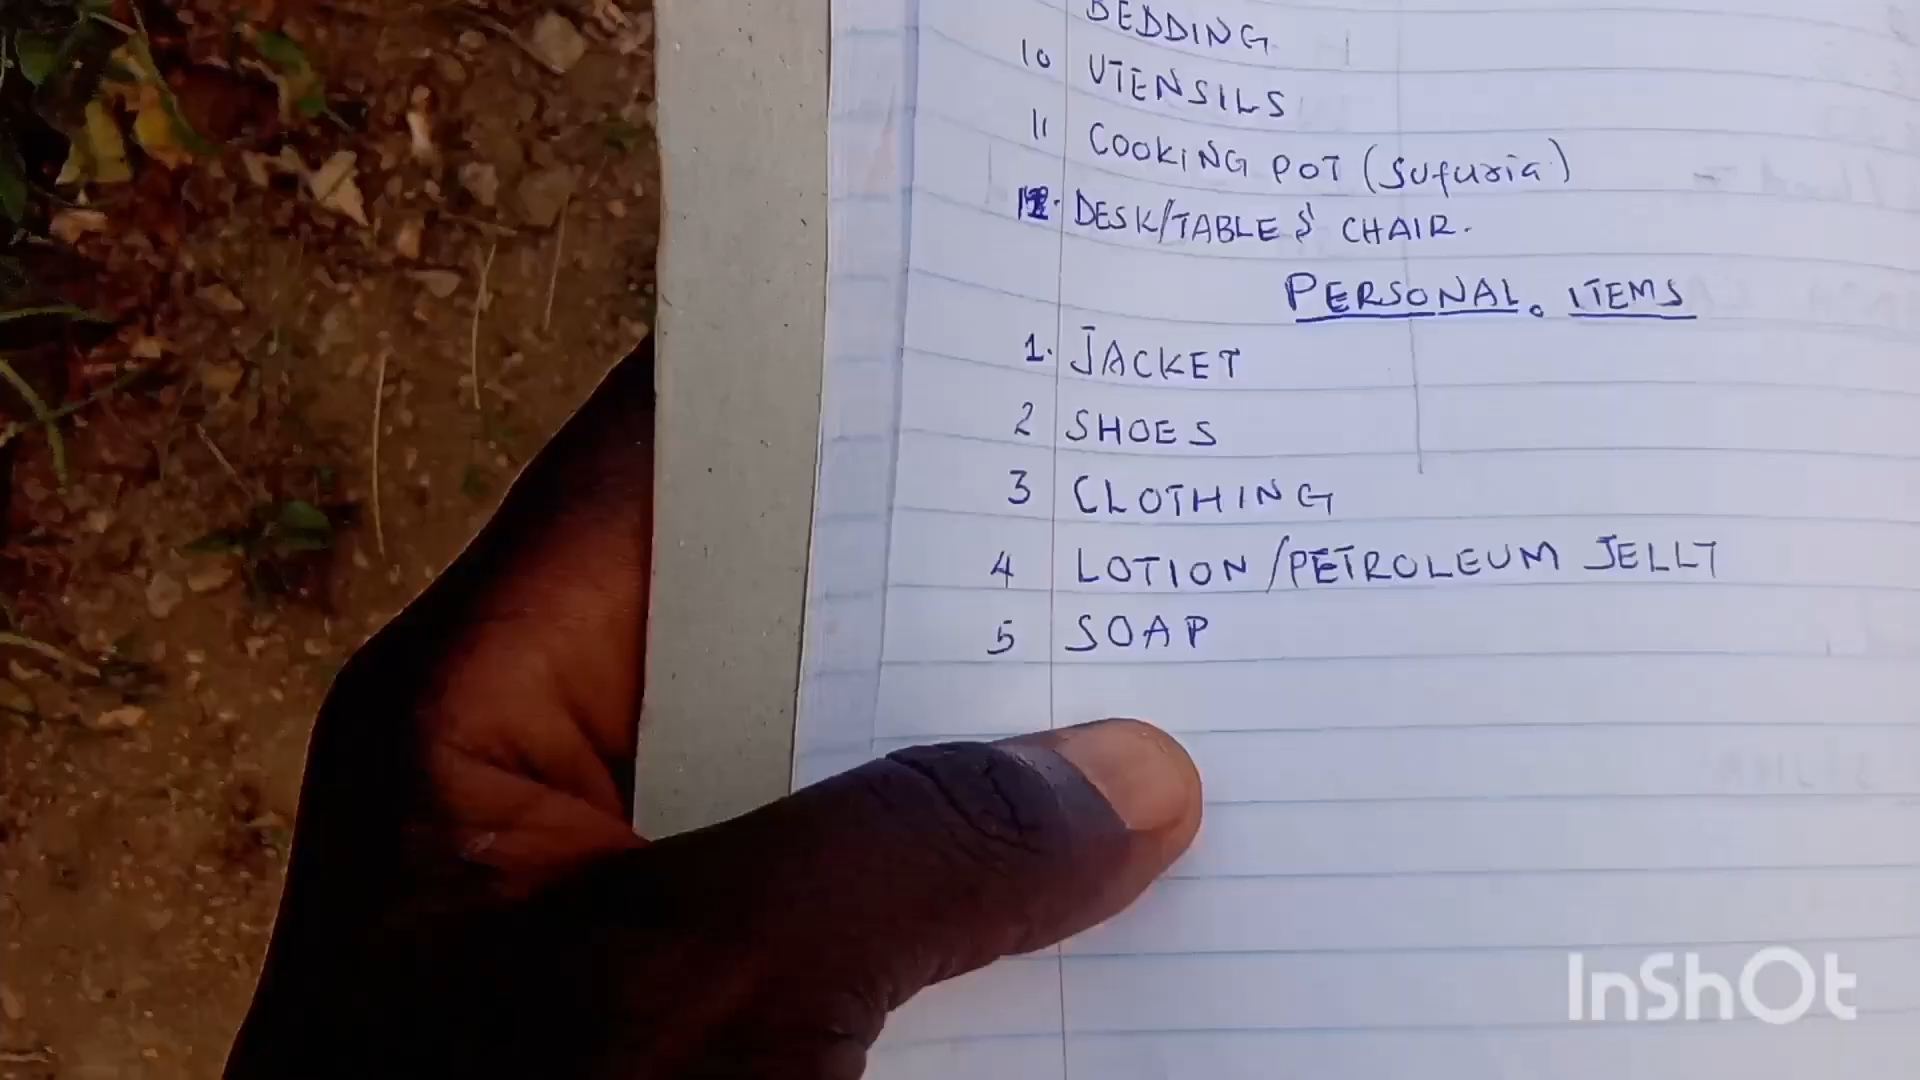 BEDDING
10 UTENSILS
11 COOKING POT (Sufuria)
12. DESK/TABLE & CHAIR.
PERSONAL. ITEMS
1. JACKET
2 SHOES
3 CLOTHING
4 LOTION/PETROLEUM JELLY
5 SOAP
InShOt